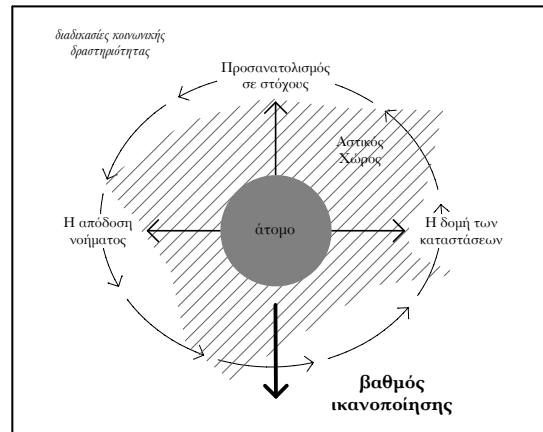 διαδικασίες κοινωνικής
δραστηριότητας
Προσανατολισμός
σε στόχους
Αστικός
Χώρος
Η απόδοση
νοήματος
άτομο
Η δομή των
καταστάσεων
βαθμός
ικανοποίησης